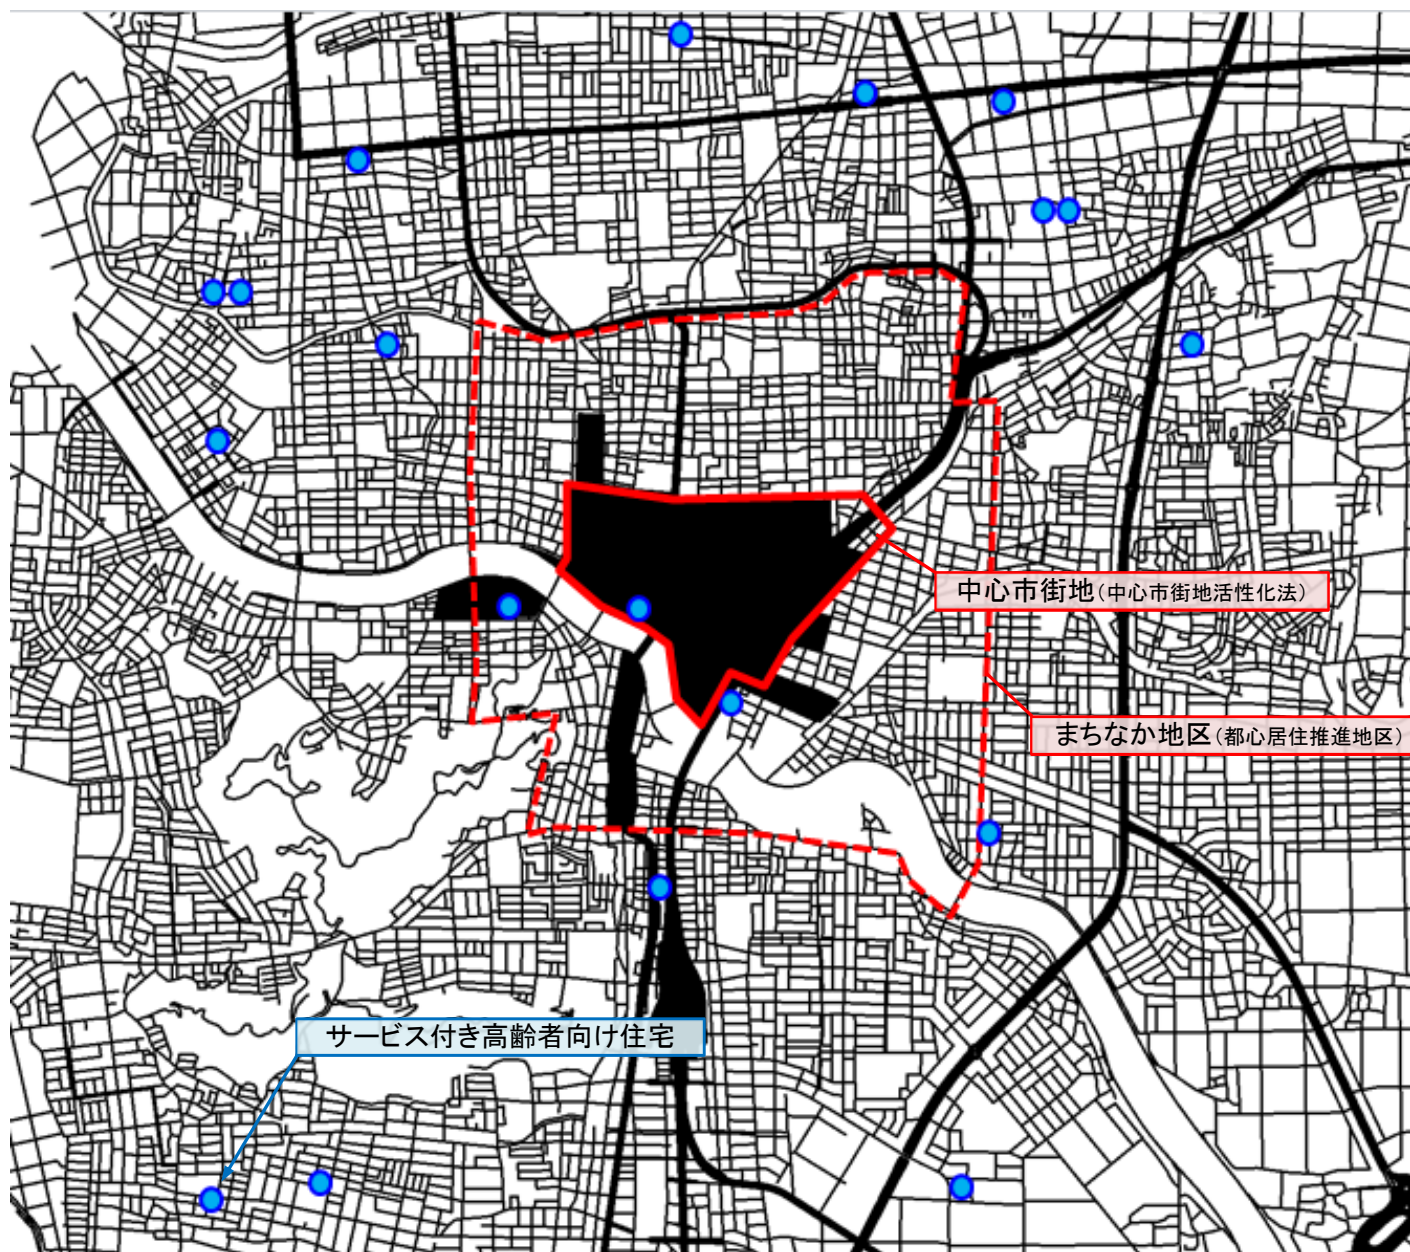 中心市街地(中心市街地活性化法)
まちなか地区(都心居住推進地区)
サービス付き高齢者向け住宅